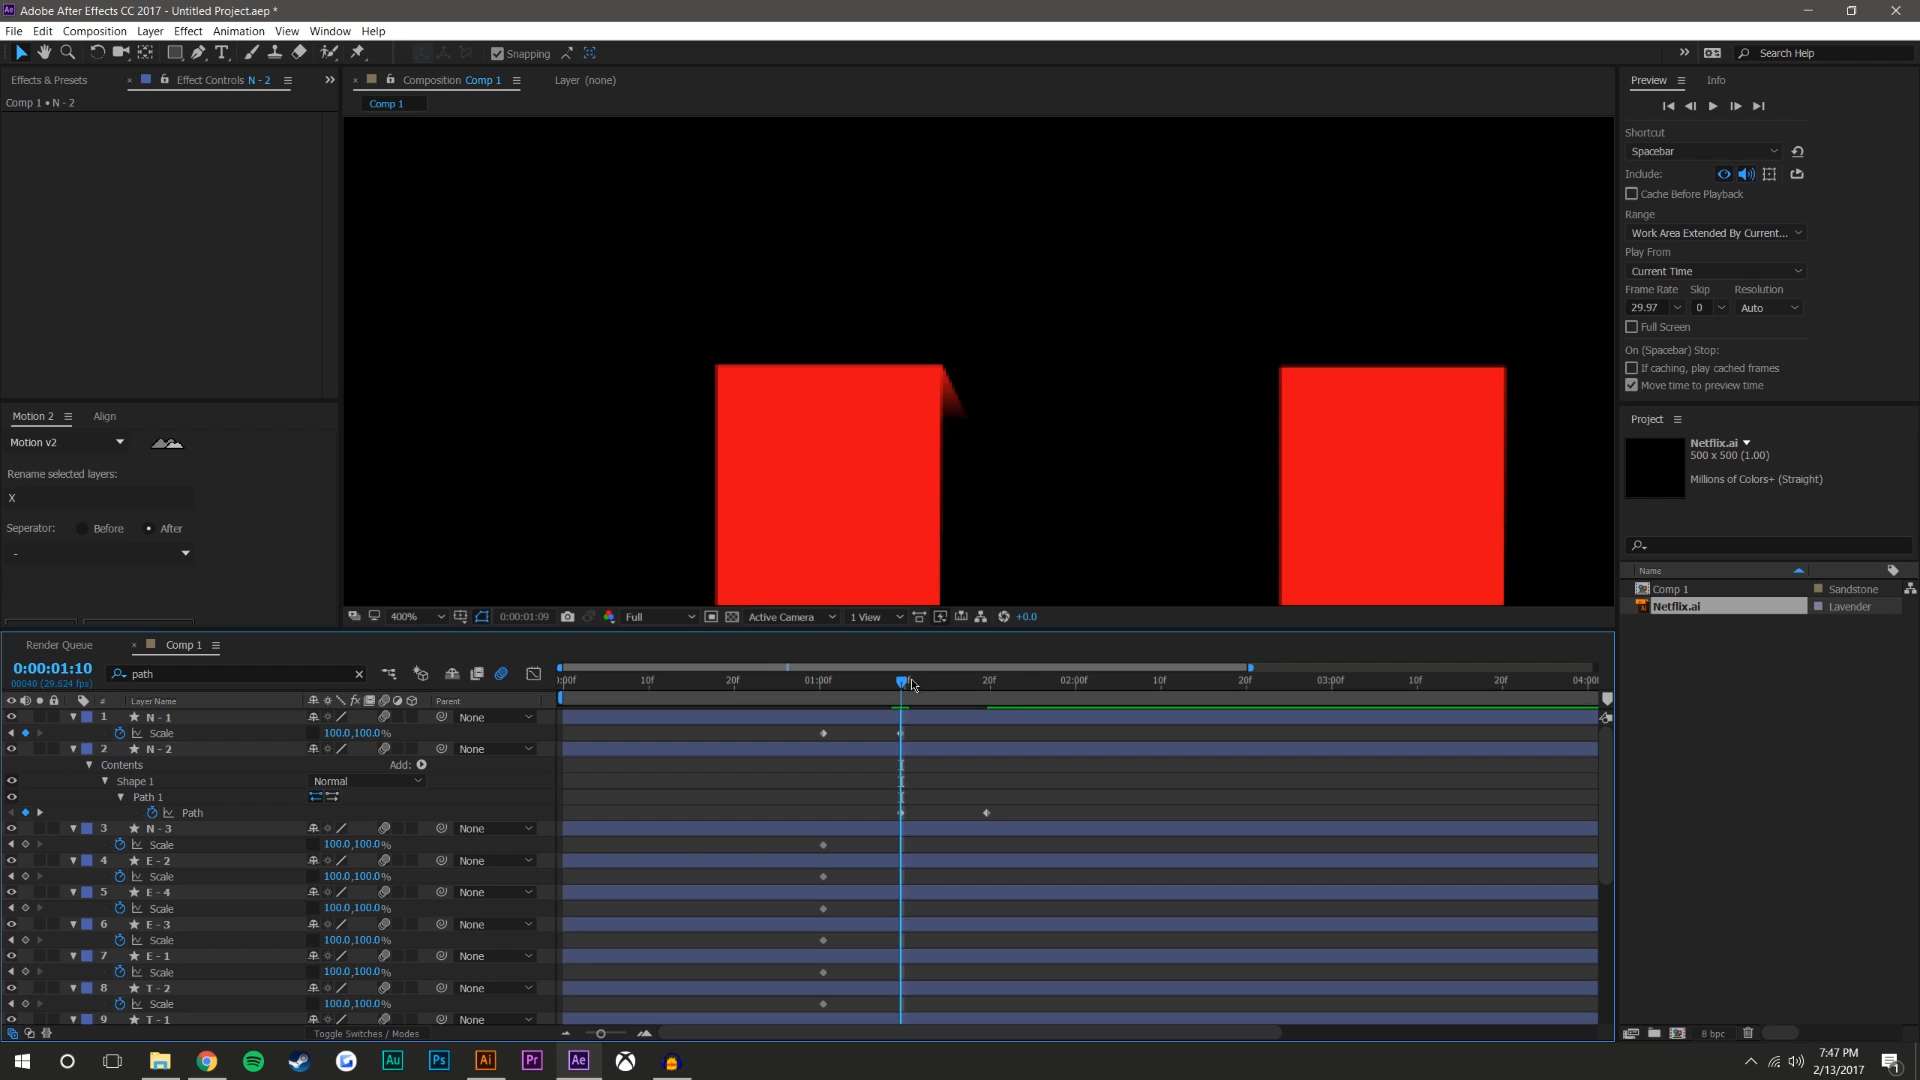 Adobe After Effects CC 2017 - Untitled Project.aep *
File Edit Composition Layer Effect Animation View Window Help
Snapping
Search Help
Effects & Presets
Effect Controls N - 2
Composition Comp 1
Layer (none)
Preview
Info
Comp 1 • N - 2
Comp 1
Shortcut
Spacebar
Include:
Cache Before Playback
Range
Work Area Extended By Current...
Play From
Current Time
Frame Rate Skip Resolution
29.97 0 Auto
Full Screen
On (Spacebar) Stop:
If caching, play cached frames
Move time to preview time
Motion 2
Align
Motion v2
Rename selected layers:
X
Seperator: Before After
-
Project
Netflix.ai
500 x 500 (1.00)
Millions of Colors+ (Straight)
Name
Comp 1 Sandstone
Netflix.ai Lavender
8 bpc
400% 0:00:01:09 Full Active Camera 1 View +0.0
Render Queue
Comp 1
0:00:01:10
00040 (29.624 fps)
path
:00f 10f 20f 01:00f 20f 02:00f 10f 20f 03:00f 10f 20f 04:00f
# Layer Name Parent
1 N - 1 None
Scale 100.0,100.0%
2 N - 2 None
Contents Add:
Shape 1 Normal
Path 1
Path
3 N - 3 None
Scale 100.0,100.0%
4 E - 2 None
Scale 100.0,100.0%
5 E - 4 None
Scale 100.0,100.0%
6 E - 3 None
Scale 100.0,100.0%
7 E - 1 None
Scale 100.0,100.0%
8 T - 2 None
Scale 100.0,100.0%
9 T - 1 None
Toggle Switches / Modes
Au Ps Ai Pr Ae
7:47 PM
2/13/2017
1